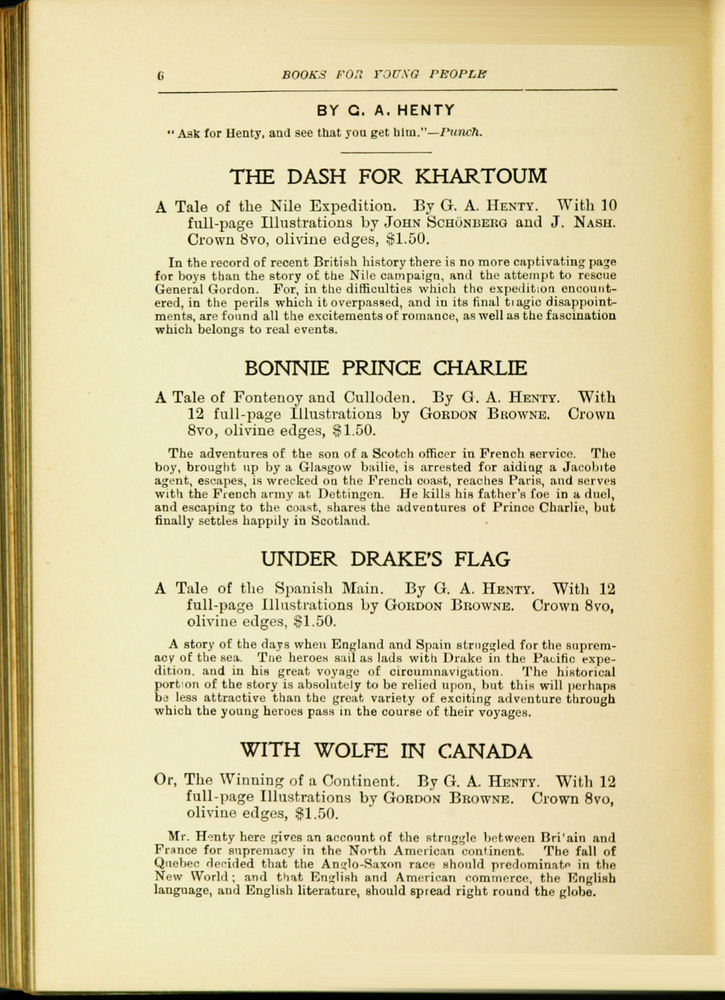 6 BOOKS FOR YOUNG PEOPLE
BY G. A. HENTY
"Ask for Henty, and see that you get him."—Punch.
THE DASH FOR KHARTOUM
A Tale of the Nile Expedition. By G. A. HENTY. With 10
full-page Illustrations by JOHN SCHÖNBERG and J. NASH.
Crown 8vo, olivine edges, $1.50.
In the record of recent British history there is no more captivating page
for boys than the story of the Nile campaign, and the attempt to rescue
General Gordon. For, in the difficulties which the expedition encount-
ered, in the perils which it overpassed, and in its final tragic disappoint-
ments, are found all the excitements of romance, as well as the fascination
which belongs to real events.
BONNIE PRINCE CHARLIE
A Tale of Fontenoy and Culloden. By G. A. HENTY. With
12 full-page Illustrations by GORDON BROWNE. Crown
8vo, olivine edges, $1.50.
The adventures of the son of a Scotch officer in French service. The
boy, brought up by a Glasgow bailie, is arrested for aiding a Jacobite
agent, escapes, is wrecked on the French coast, reaches Paris, and serves
with the French army at Dettingen. He kills his father's foe in a duel,
and escaping to the coast, shares the adventures of Prince Charlie, but
finally settles happily in Scotland.
UNDER DRAKE'S FLAG
A Tale of the Spanish Main. By G. A. HENTY. With 12
full-page Illustrations by GORDON BROWNE. Crown 8vo,
olivine edges, $1.50.
A story of the days when England and Spain struggled for the suprem-
acy of the sea. The heroes sail as lads with Drake in the Pacific expe-
dition, and in his great voyage of circumnavigation. The historical
portion of the story is absolutely to be relied upon, but this will perhaps
be less attractive than the great variety of exciting adventure through
which the young heroes pass in the course of their voyages.
WITH WOLFE IN CANADA
Or, The Winning of a Continent. By G. A. HENTY. With 12
full-page Illustrations by GORDON BROWNE. Crown 8vo,
olivine edges, $1.50.
Mr. Henty here gives an account of the struggle between Britain and
France for supremacy in the North American continent. The fall of
Quebec decided that the Anglo-Saxon race should predominate in the
New World; and that English and American commerce, the English
language, and English literature, should spread right round the globe.